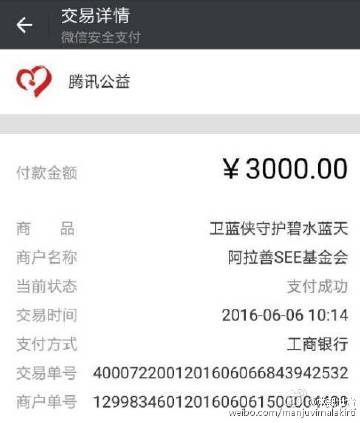 交易详情
微信安全支付
腾讯公益
付款金额 ￥3000.00
商品 卫蓝侠守护碧水蓝天
商户名称 阿拉善SEE基金会
当前状态 支付成功
交易时间 2016-06-06 10:14
支付方式 工商银行
交易单号 4000722001201606066843942532
商户单号
weibo.com/manjuvimalakirti